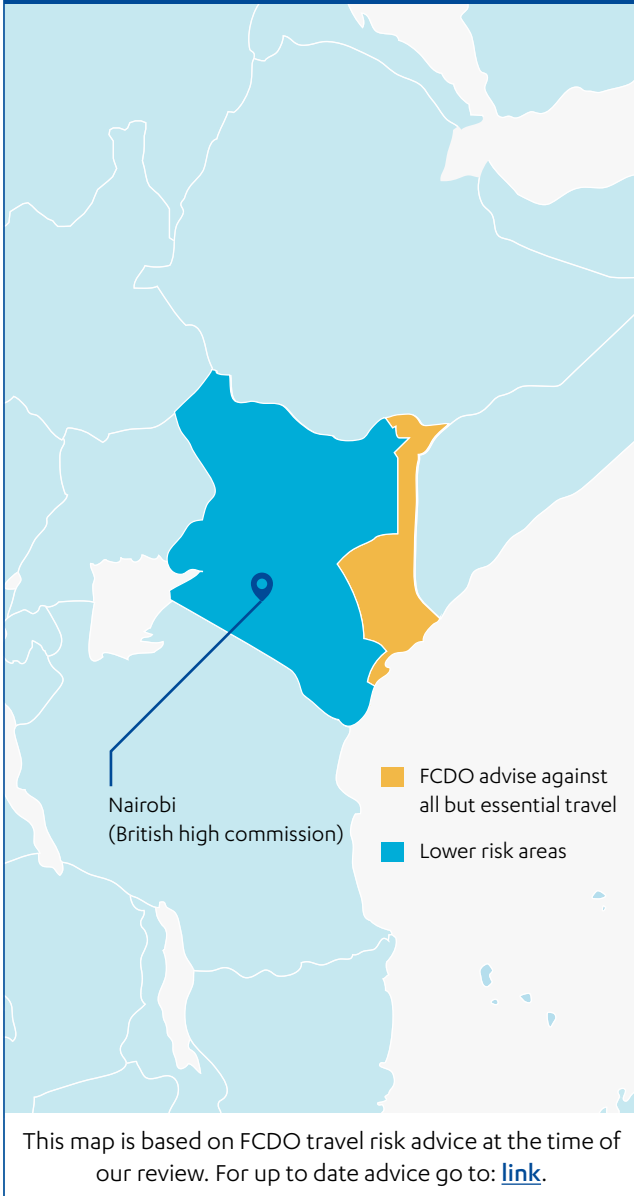 Nairobi
(British high commission)
FCDO advise against
all but essential travel
Lower risk areas
This map is based on FCDO travel risk advice at the time of
our review. For up to date advice go to: link.